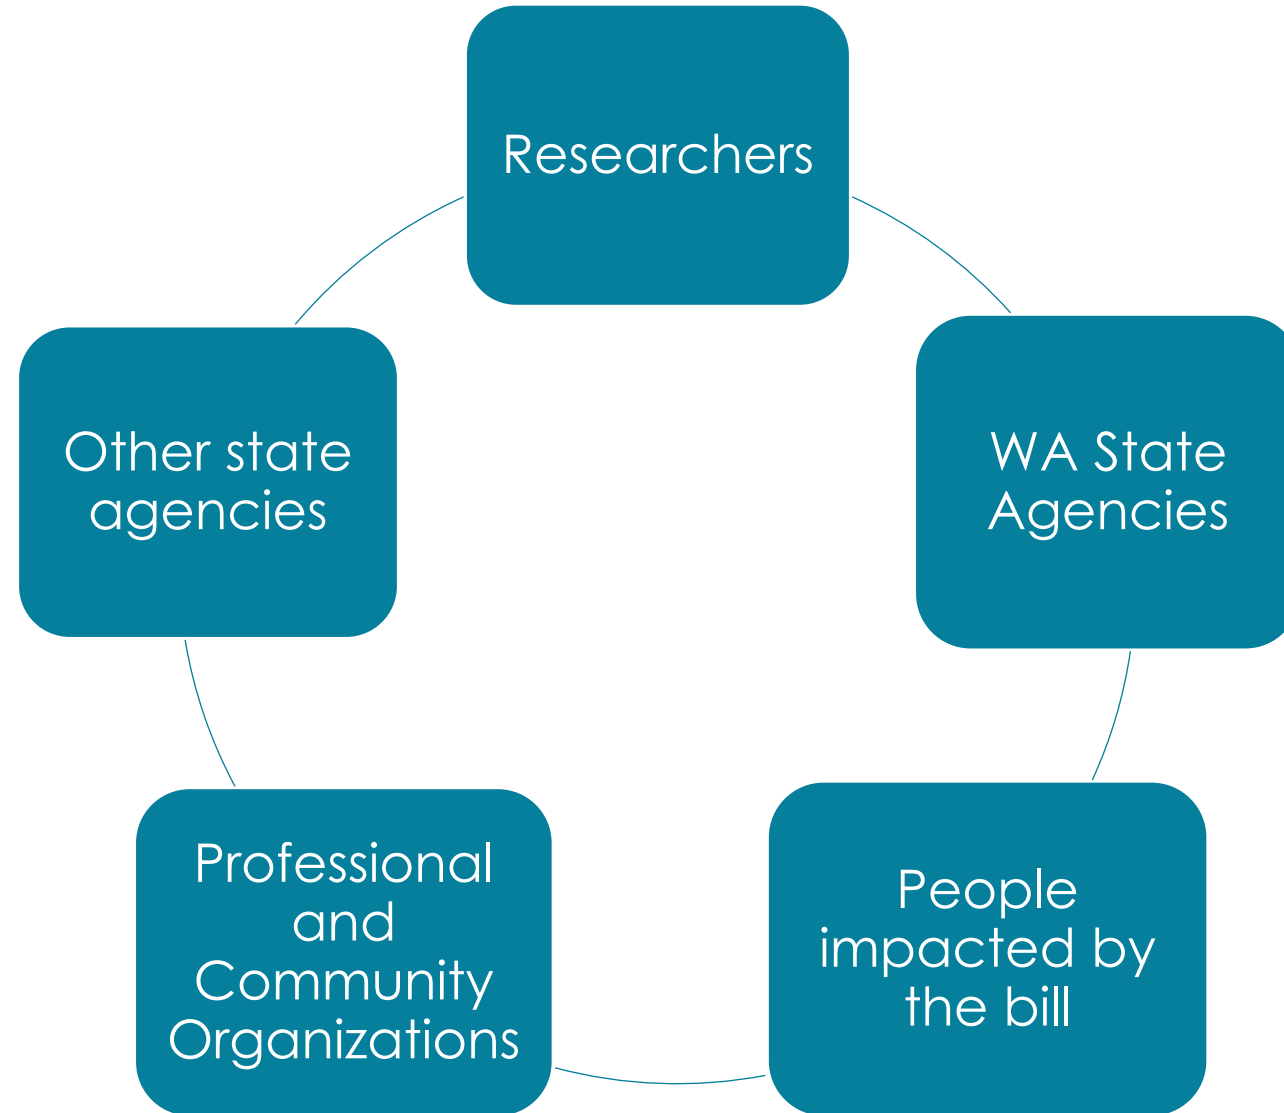 Researchers
WA State
Agencies
People
impacted by
the bill
Professional
and
Community
Organizations
Other state
agencies